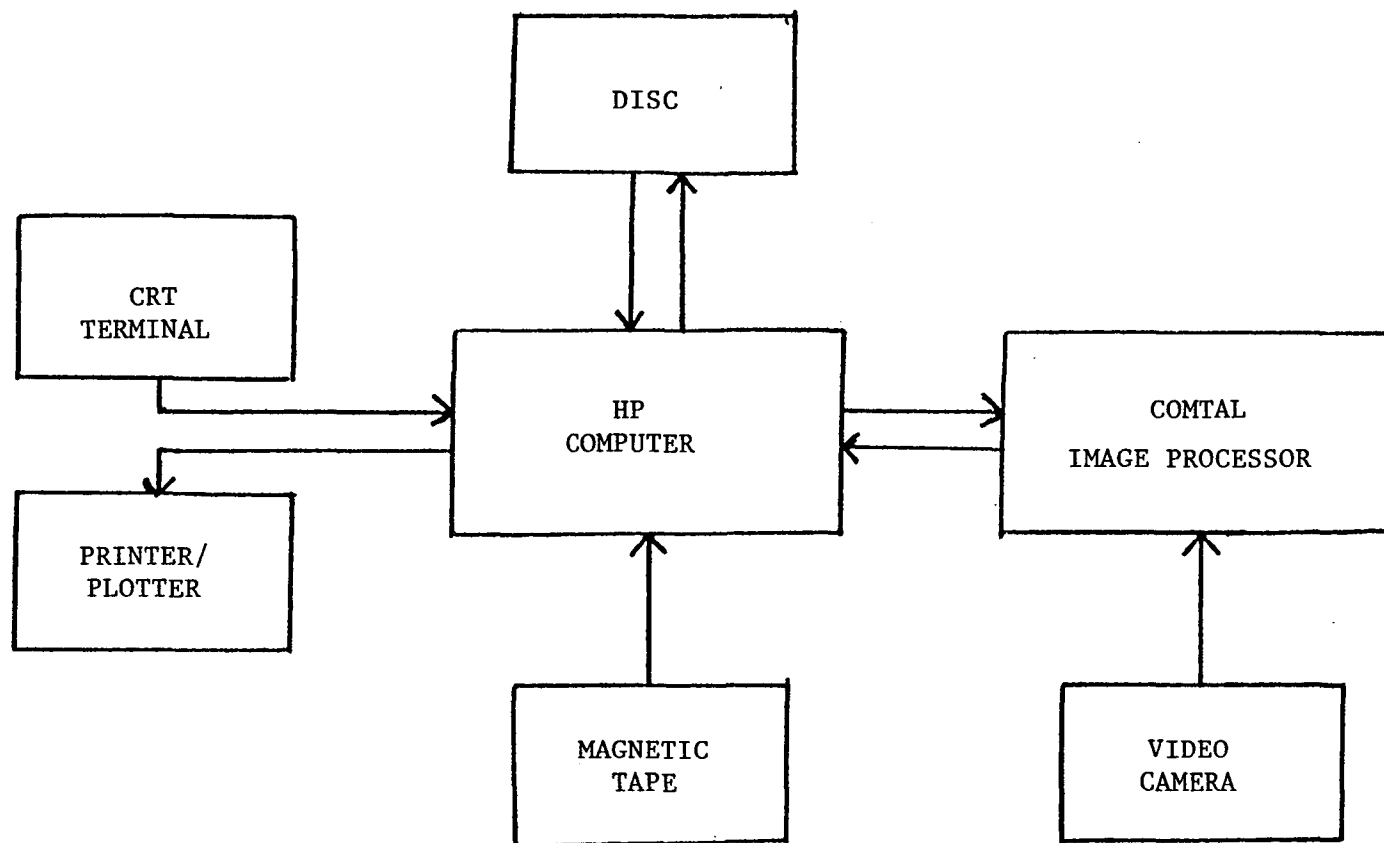 DISC
CRT
TERMINAL
HP
COMPUTER
COMTAL
IMAGE PROCESSOR
PRINTER/
PLOTTER
MAGNETIC
TAPE
VIDEO
CAMERA